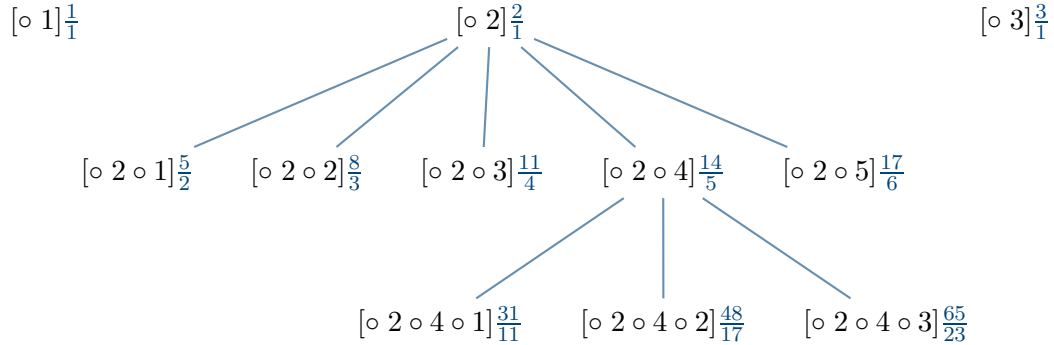 [∘ 1]1/1 [∘ 2]2/1 [∘ 3]3/1
[∘ 2 ∘ 1]5/2 [∘ 2 ∘ 2]8/3 [∘ 2 ∘ 3]11/4 [∘ 2 ∘ 4]14/5 [∘ 2 ∘ 5]17/6
[∘ 2 ∘ 4 ∘ 1]31/11 [∘ 2 ∘ 4 ∘ 2]48/17 [∘ 2 ∘ 4 ∘ 3]65/23